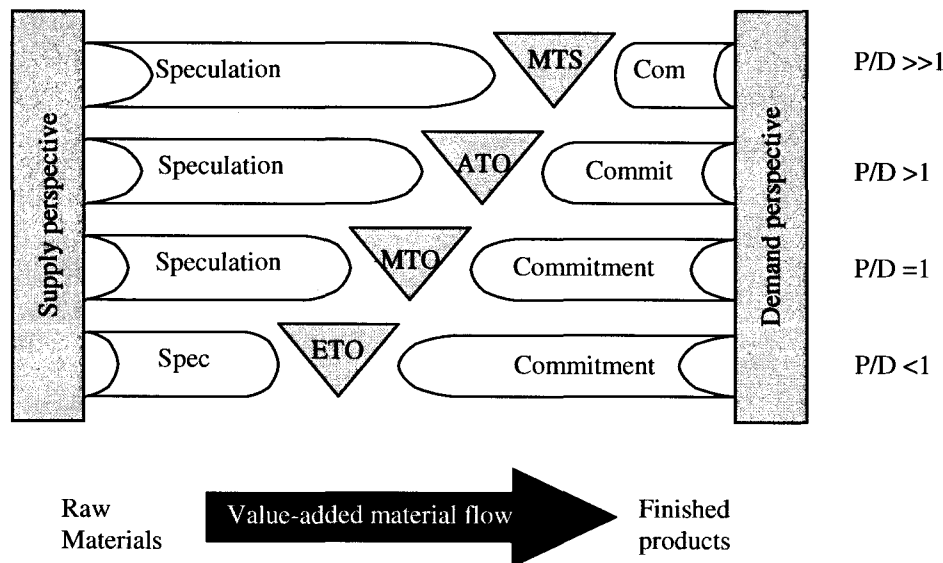 Supply perspective
Speculation
MTS
Com
P/D >>1
Speculation
ATO
Commit
P/D >1
Speculation
MTO
Commitment
P/D =1
Spec
ETO
Commitment
P/D <1
Demand perspective
Raw
Materials
Value-added material flow
Finished
products